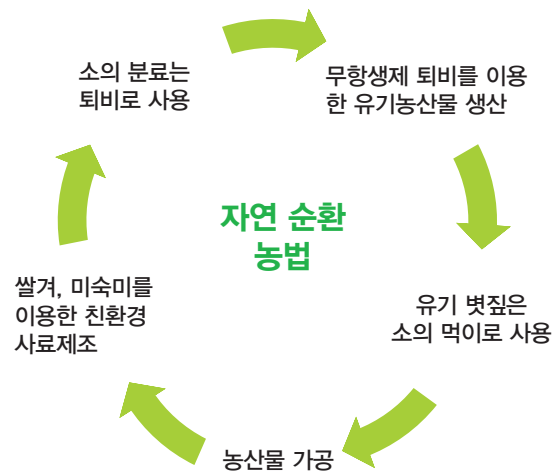 소의 분료는
퇴비로 사용
무항생제 퇴비를 이용
한 유기농산물 생산
자연 순환
농법
유기 볏짚은
소의 먹이로 사용
농산물 가공
쌀겨, 미숙미를
이용한 친환경
사료제조